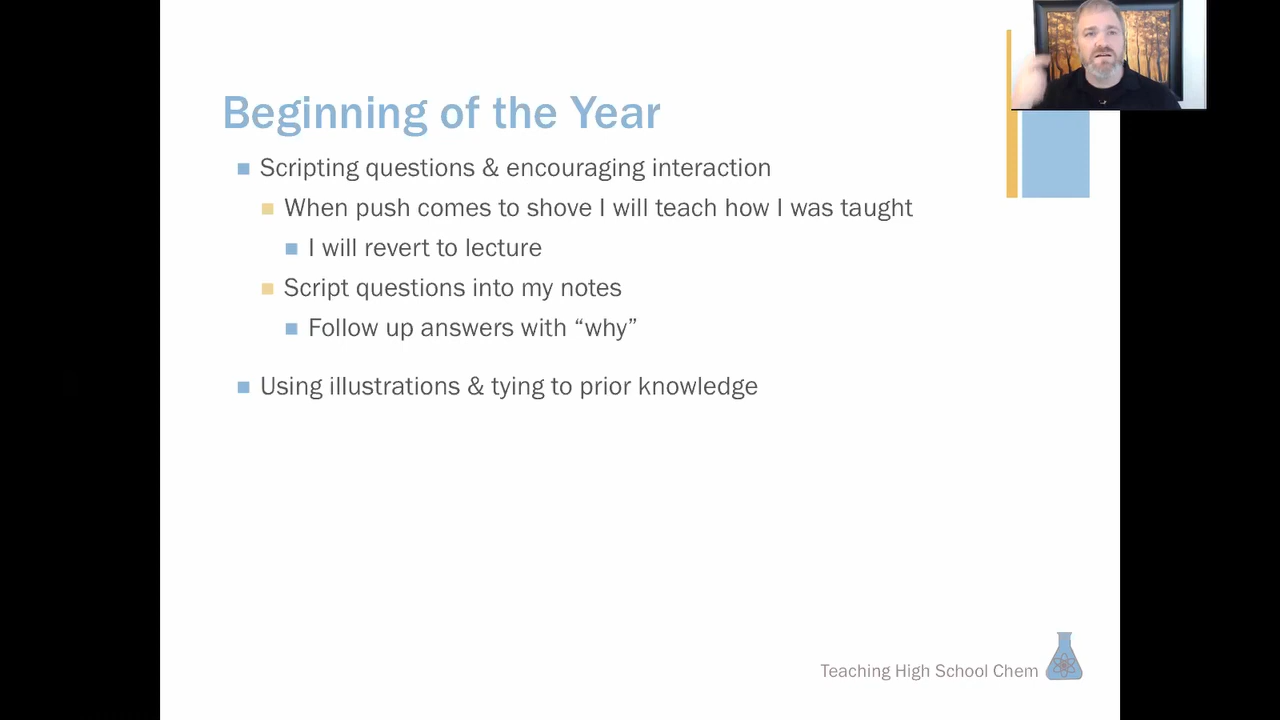 Beginning of the Year
Scripting questions & encouraging interaction
When push comes to shove I will teach how I was taught
I will revert to lecture
Script questions into my notes
Follow up answers with “why”
Using illustrations & tying to prior knowledge
Teaching High School Chem